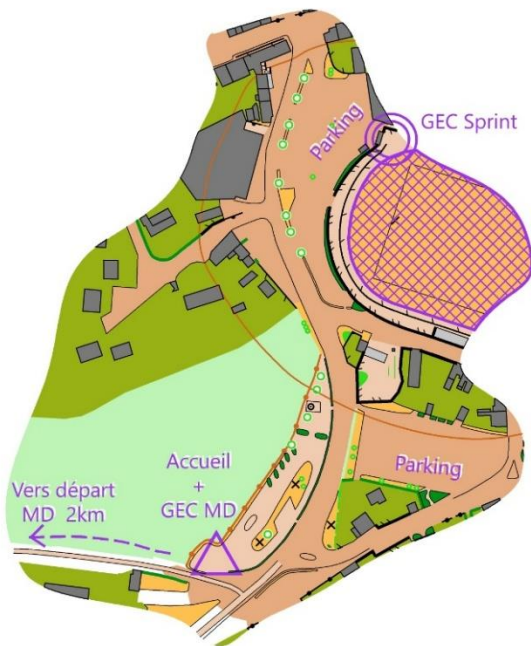 Parking
GEC Sprint
Accueil
+
GEC MD
Parking
Vers départ
MD 2km